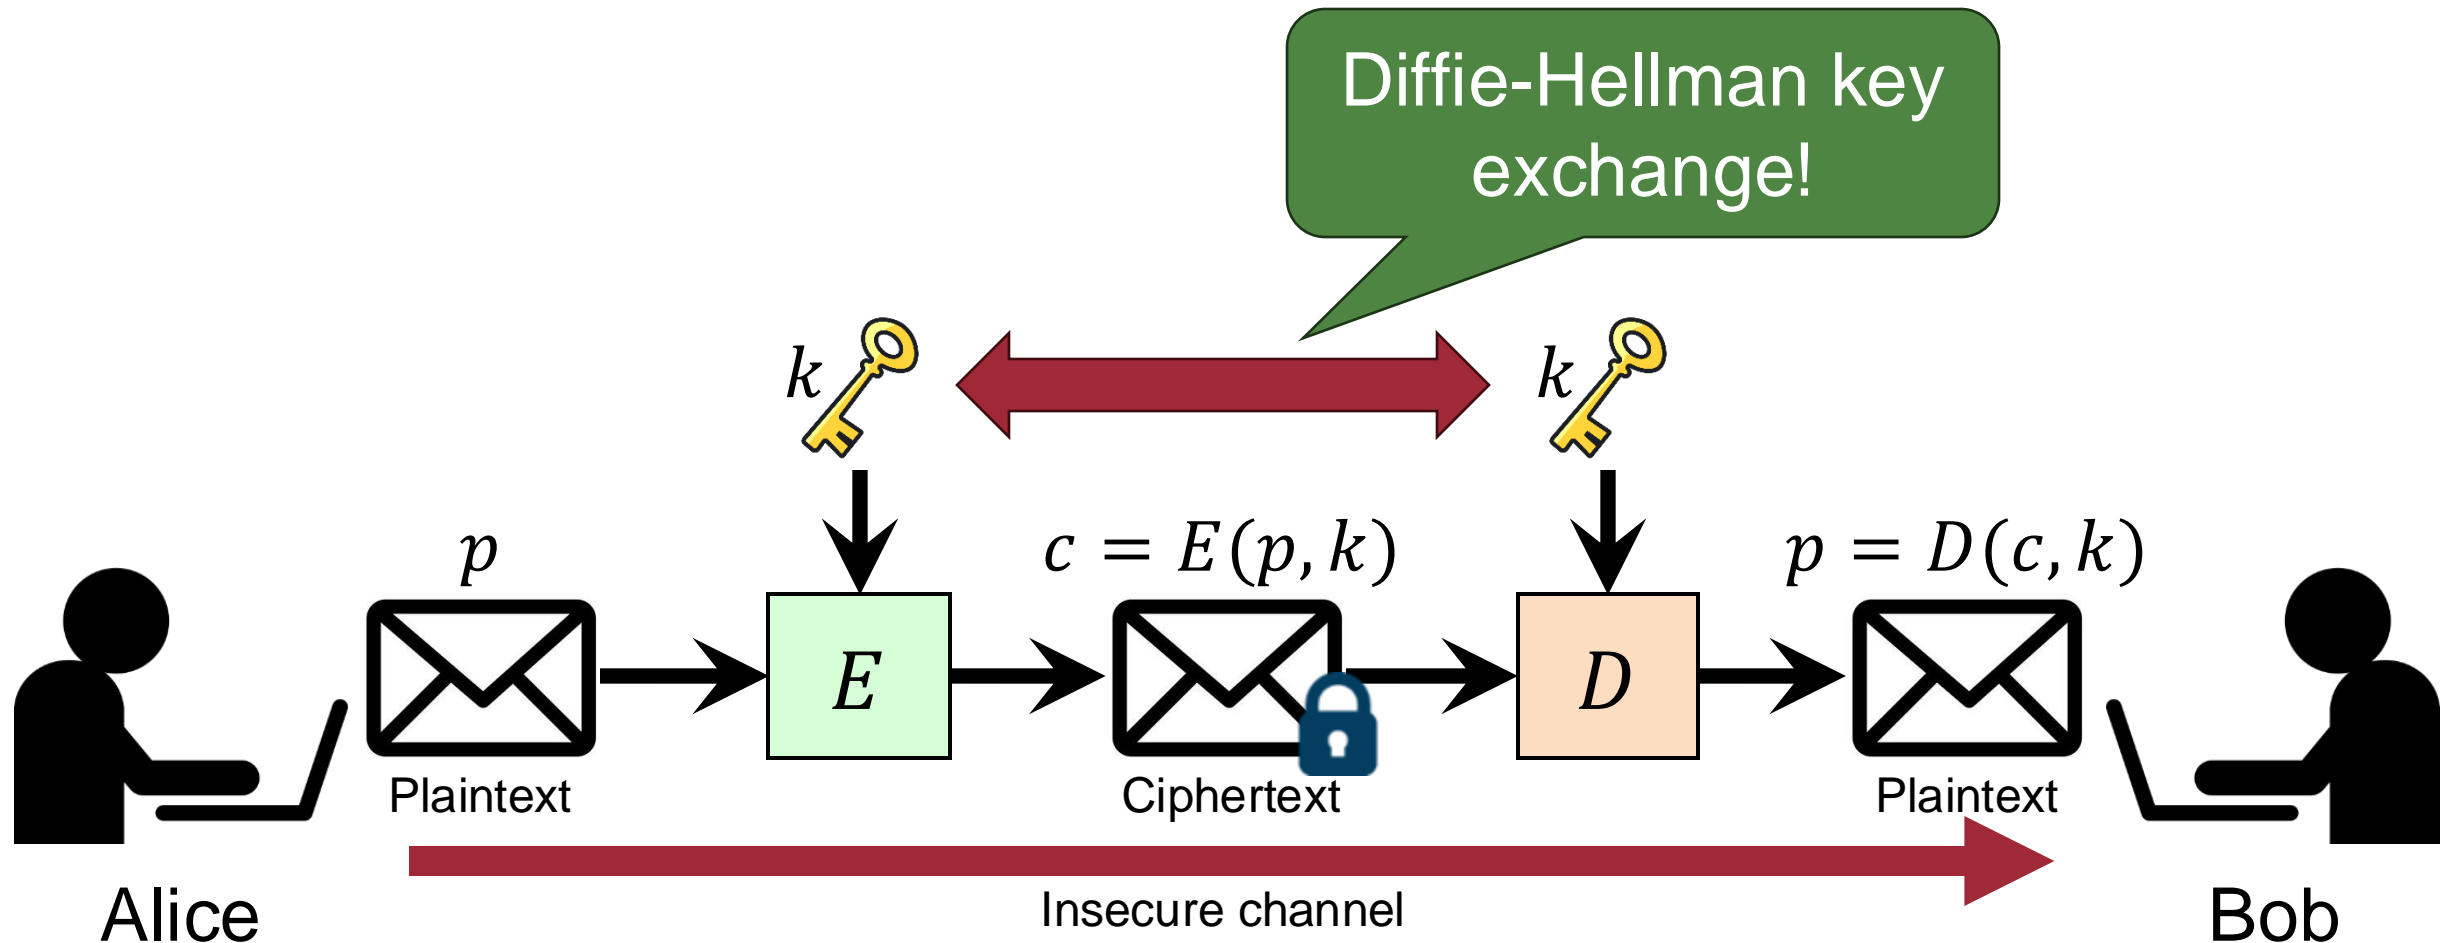 Diffie-Hellman key
exchange!
k
k
p
c = E(p, k)
p = D(c, k)
E
D
Plaintext
Ciphertext
Plaintext
Insecure channel
Alice
Bob